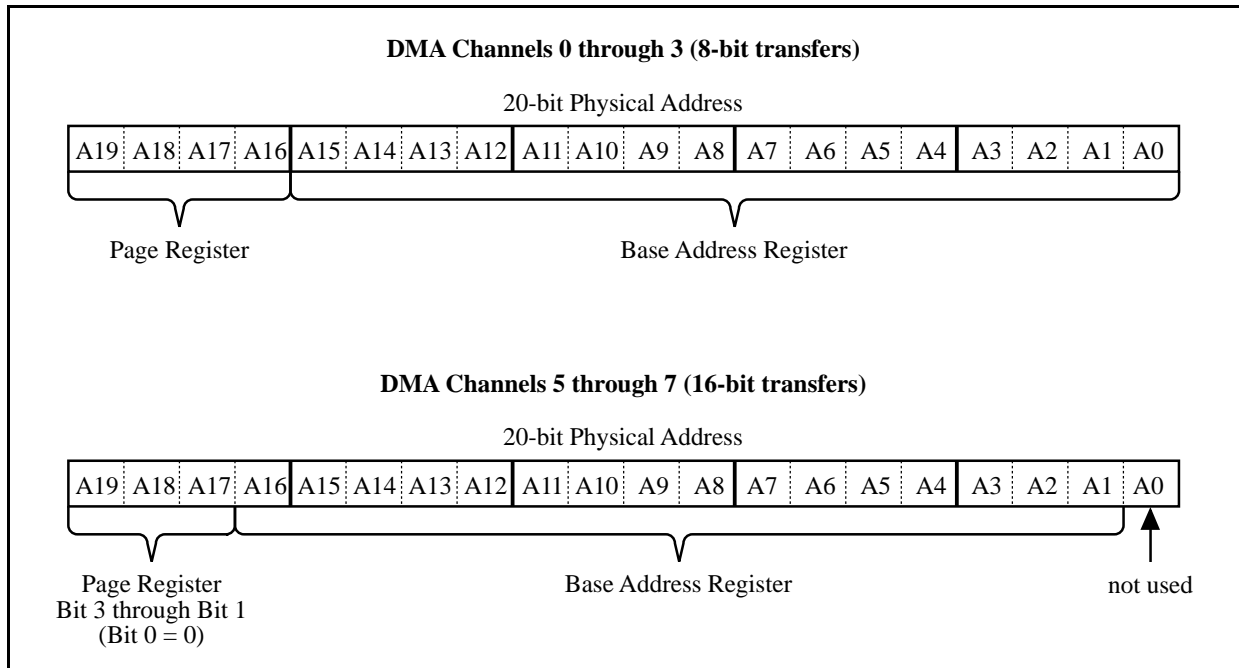 DMA Channels 0 through 3 (8-bit transfers)
20-bit Physical Address
A19 A18 A17 A16 A15 A14 A13 A12 A11 A10 A9 A8 A7 A6 A5 A4 A3 A2 A1 A0
Page Register Base Address Register
DMA Channels 5 through 7 (16-bit transfers)
20-bit Physical Address
A19 A18 A17 A16 A15 A14 A13 A12 A11 A10 A9 A8 A7 A6 A5 A4 A3 A2 A1 A0
Page Register Base Address Register not used
Bit 3 through Bit 1
(Bit 0 = 0)